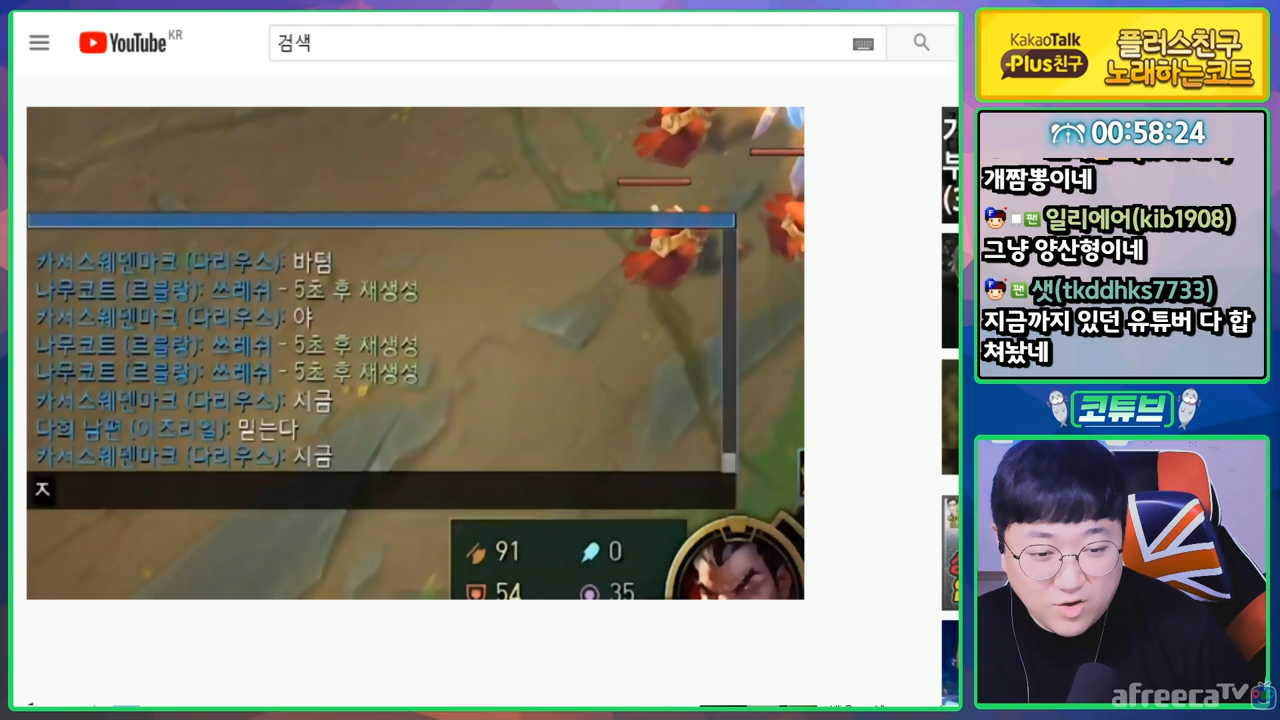 YouTube KR
검색
카서스웨덴마크 (다리우스): 바텀
나무코트 (르블랑): 쓰레쉬 - 5초 후 재생성
카서스웨덴마크 (다리우스): 야
나무코트 (르블랑): 쓰레쉬 - 5초 후 재생성
나무코트 (르블랑): 쓰레쉬 - 5초 후 재생성
카서스웨덴마크 (다리우스): 시금
다희 남편 (이즈리얼): 믿는다
카서스웨덴마크 (다리우스): 시금
ㅈ
91
0
54
35
KakaoTalk
Plus친구
플러스친구
노래하는코트
00:58:24
개짬뽕이네
팬 일리에어(kib1908)
그냥 양산형이네
팬 샛(tkddhks7733)
지금까지 있던 유튜버 다 합
쳐놨네
코튜브
afreecaTV